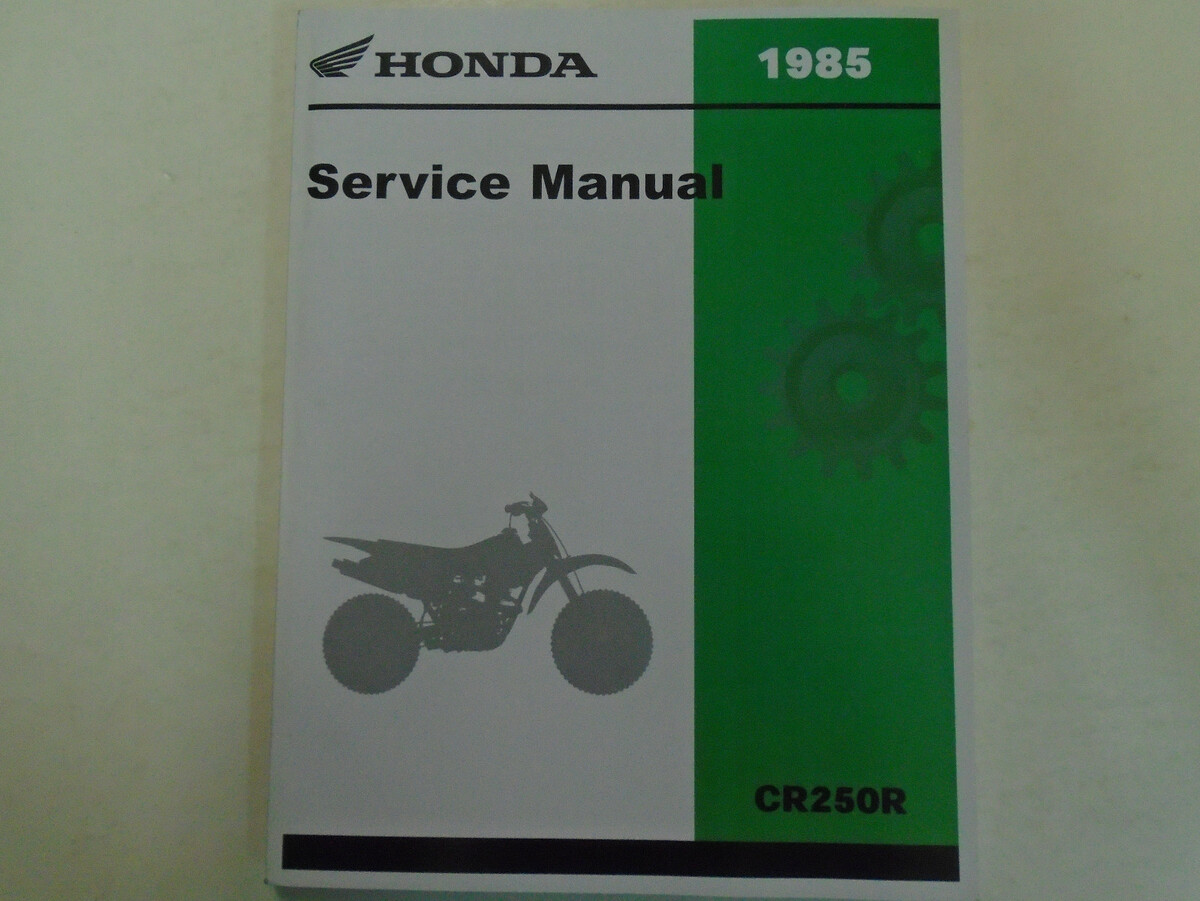 HONDA
1985
Service Manual
CR250R